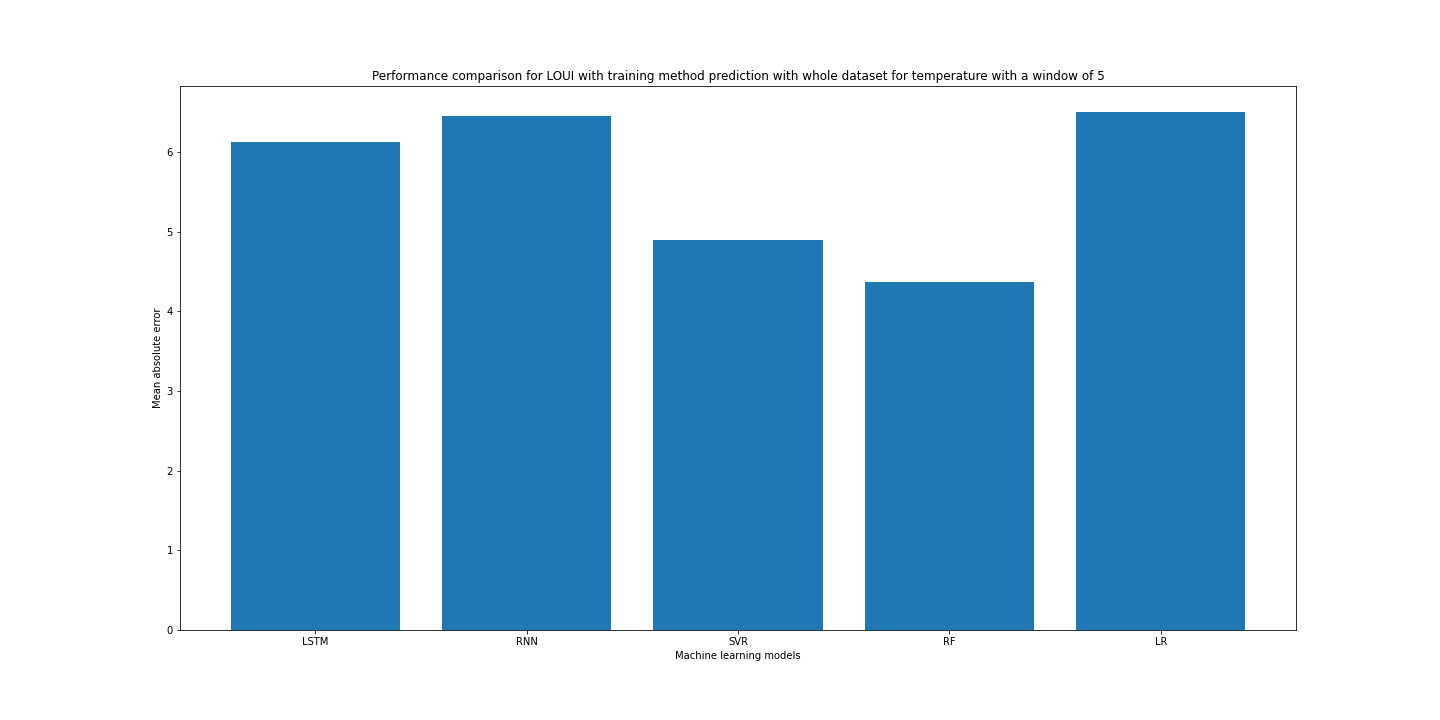 Performance comparison for LOUI with training method prediction with whole dataset for temperature with a window of 5
Mean absolute error
6
5
4
3
2
1
0
LSTM RNN SVR RF LR
Machine learning models